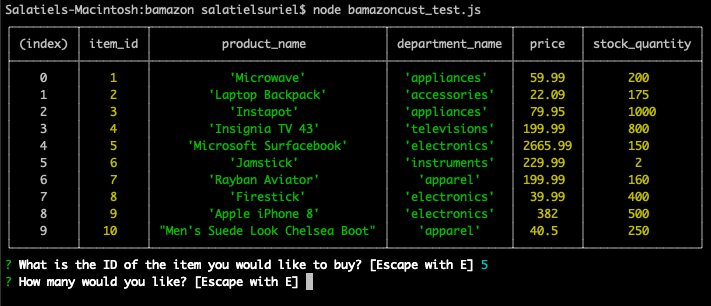 Salatiels-Macintosh:bamazon salatielsuriel$ node bamazoncust_test.js
(index) item_id product_name department_name price stock_quantity
0 1 'Microwave' 'appliances' 59.99 200
1 2 'Laptop Backpack' 'accessories' 22.09 175
2 3 'Instapot' 'appliances' 79.95 1000
3 4 'Insignia TV 43' 'televisions' 199.99 800
4 5 'Microsoft Surfacebook' 'electronics' 2665.99 150
5 6 'Jamstick' 'instruments' 229.99 2
6 7 'Rayban Aviator' 'apparel' 199.99 160
7 8 'Firestick' 'electronics' 39.99 400
8 9 'Apple iPhone 8' 'electronics' 382 500
9 10 "Men's Suede Look Chelsea Boot" 'apparel' 40.5 250
? What is the ID of the item you would like to buy? [Escape with E] 5
? How many would you like? [Escape with E]